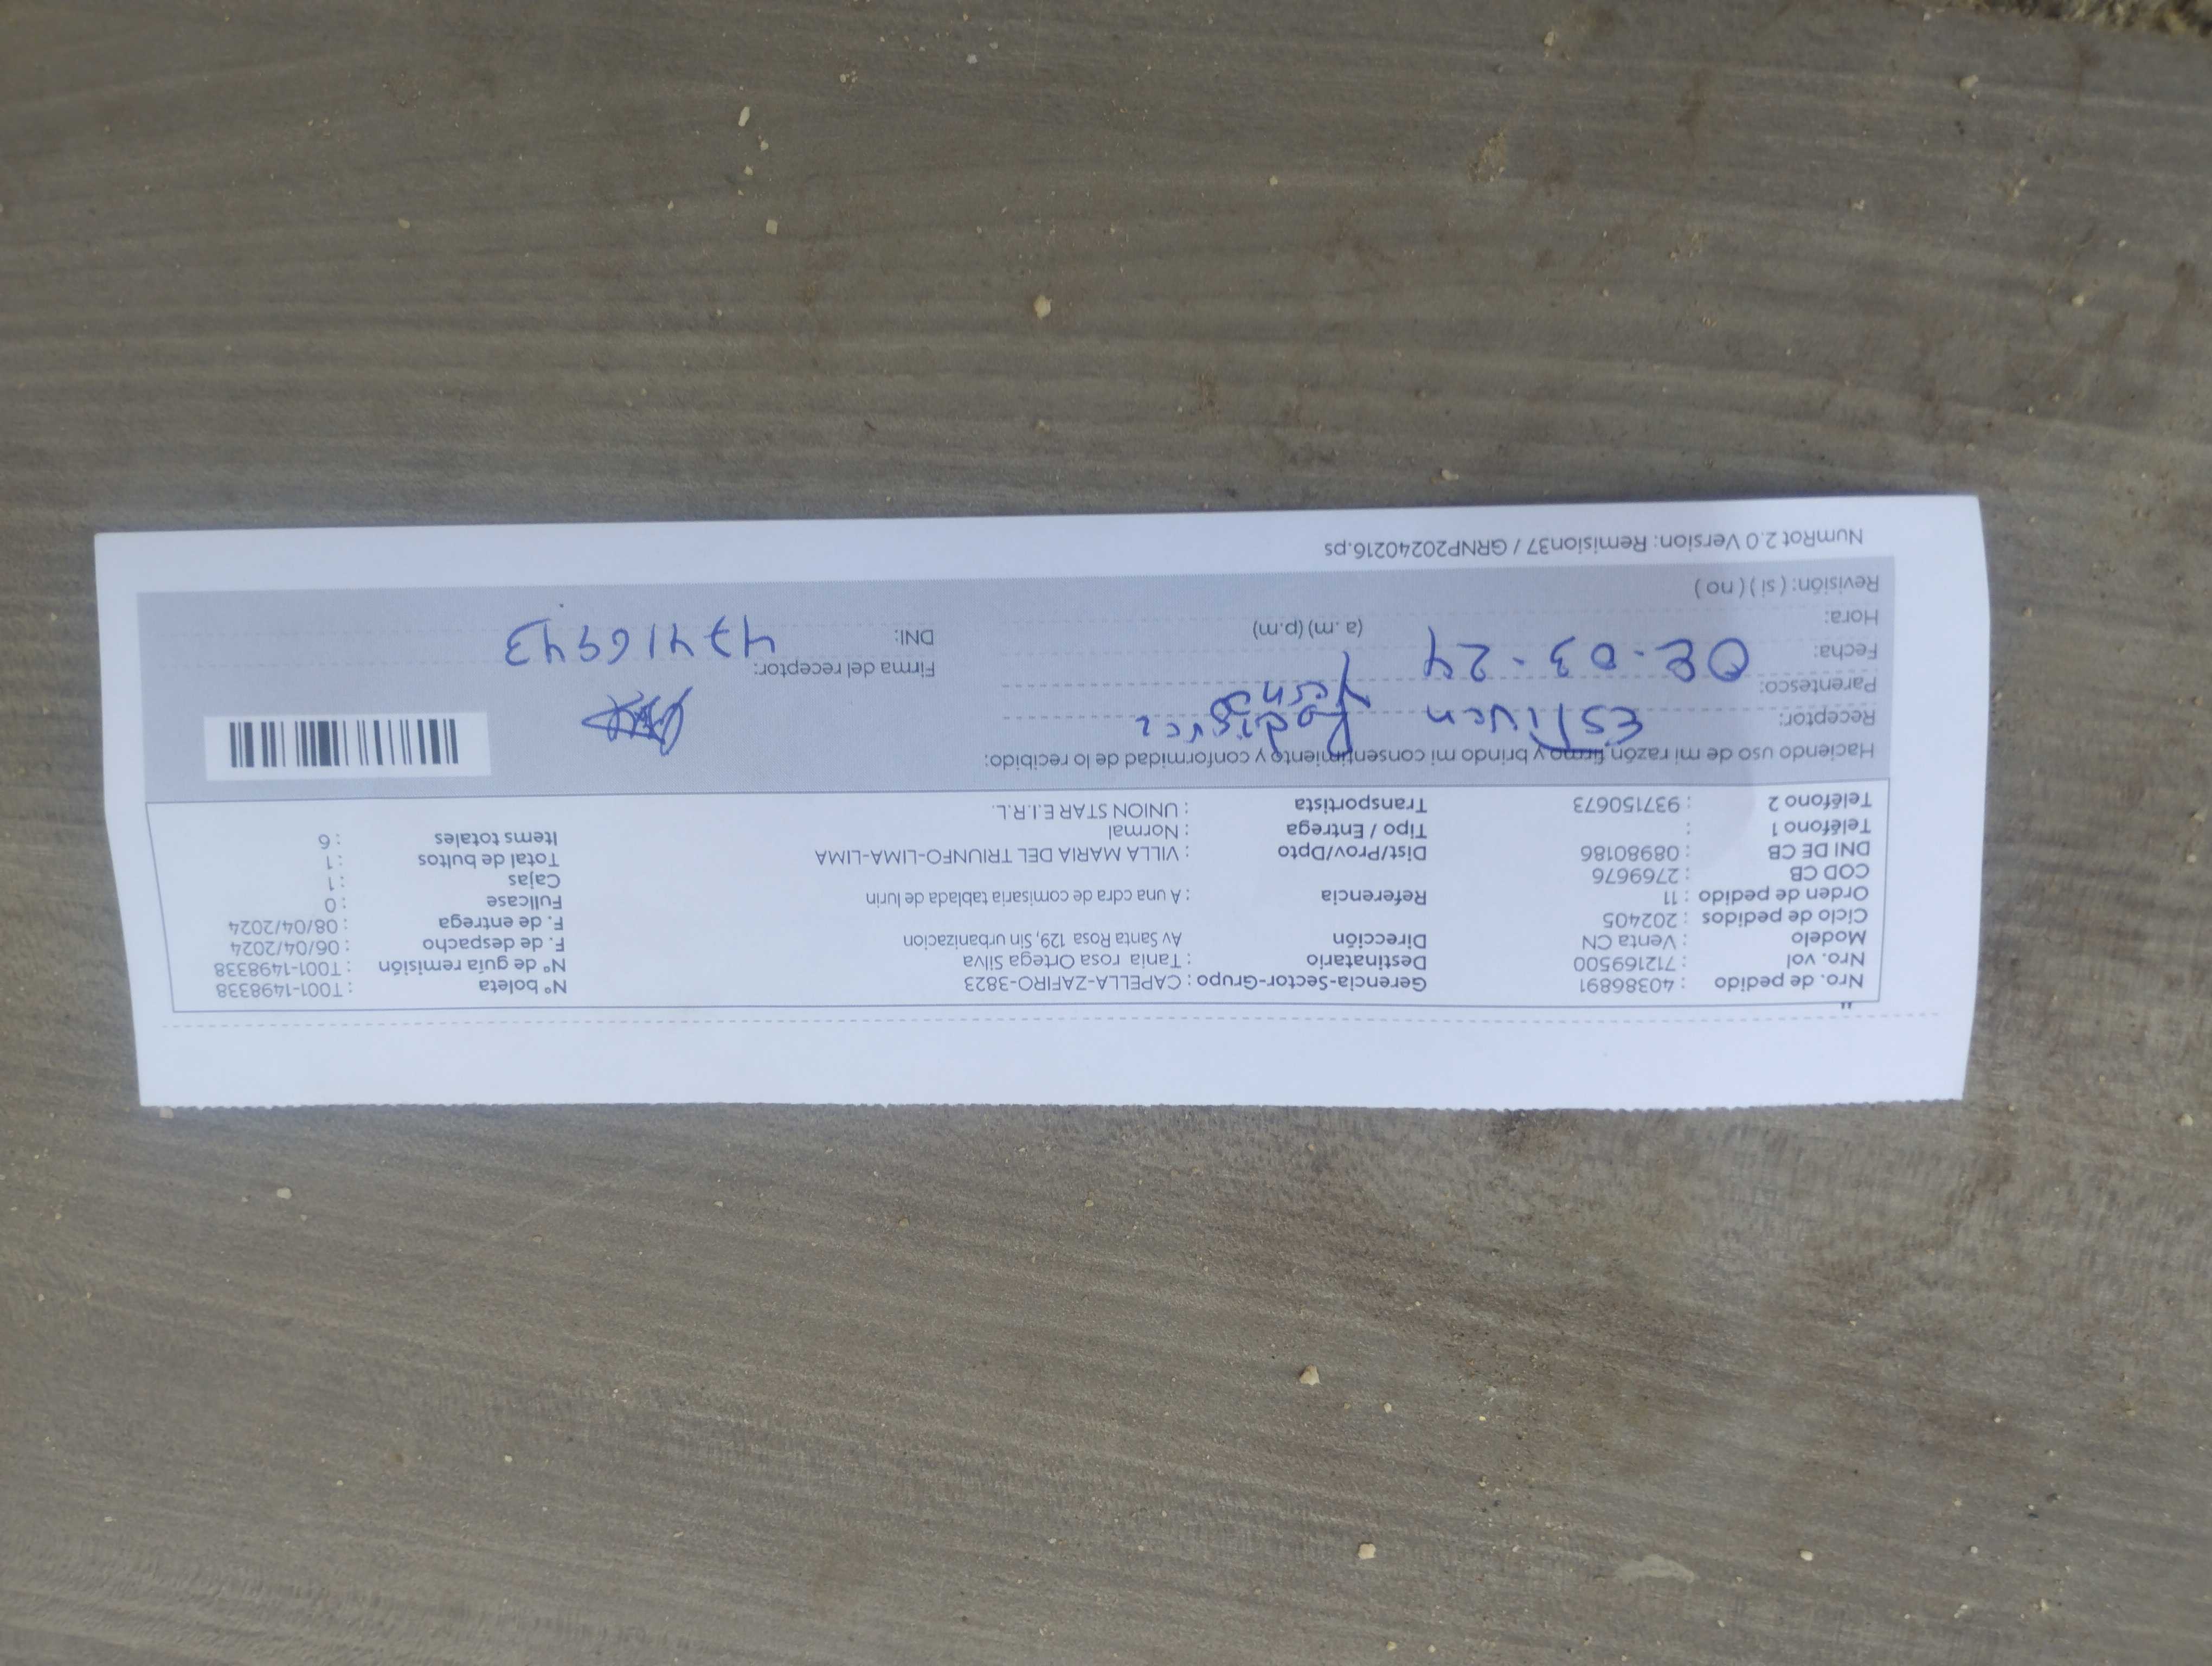 "
Nro. de pedido : 40386891 Gerencia-Sector-Grupo : CAPELLA-ZAFIRO-3823 N° boleta : T001-1498338
Nro. vol : 712169500 Destinatario : Tania rosa Ortega Silva N° de guía remisión : T001-1498338
Modelo : Venta CN Dirección Av Santa Rosa 129, Sin urbanizacion F. de despacho : 06/04/2024
Ciclo de pedidos : 202405 F. de entrega : 08/04/2024
Orden de pedido : 11 Referencia : A una cdra de comisaria tablada de lurin Fullcase : 0
COD CB : 2769676 Cajas : 1
DNI DE CB : 08980186 Dist/Prov/Dpto : VILLA MARIA DEL TRIUNFO-LIMA-LIMA Total de bultos : 1
Teléfono 1 : Tipo / Entrega : Normal Items totales : 6
Teléfono 2 : 937150673 Transportista : UNION STAR E.I.R.L.
Haciendo uso de mi razón firmo y brindo mi consentimiento y conformidad de lo recibido:
Receptor: Estiven
Parentesco: Yerno Firma del receptor:
Fecha: 08-03-24 DNI: 47416943
Hora: (a. m) (p.m)
Revisión: ( si ) ( no )
NumRot 2.0 Version: Remision37 / GRNP20240216.ps